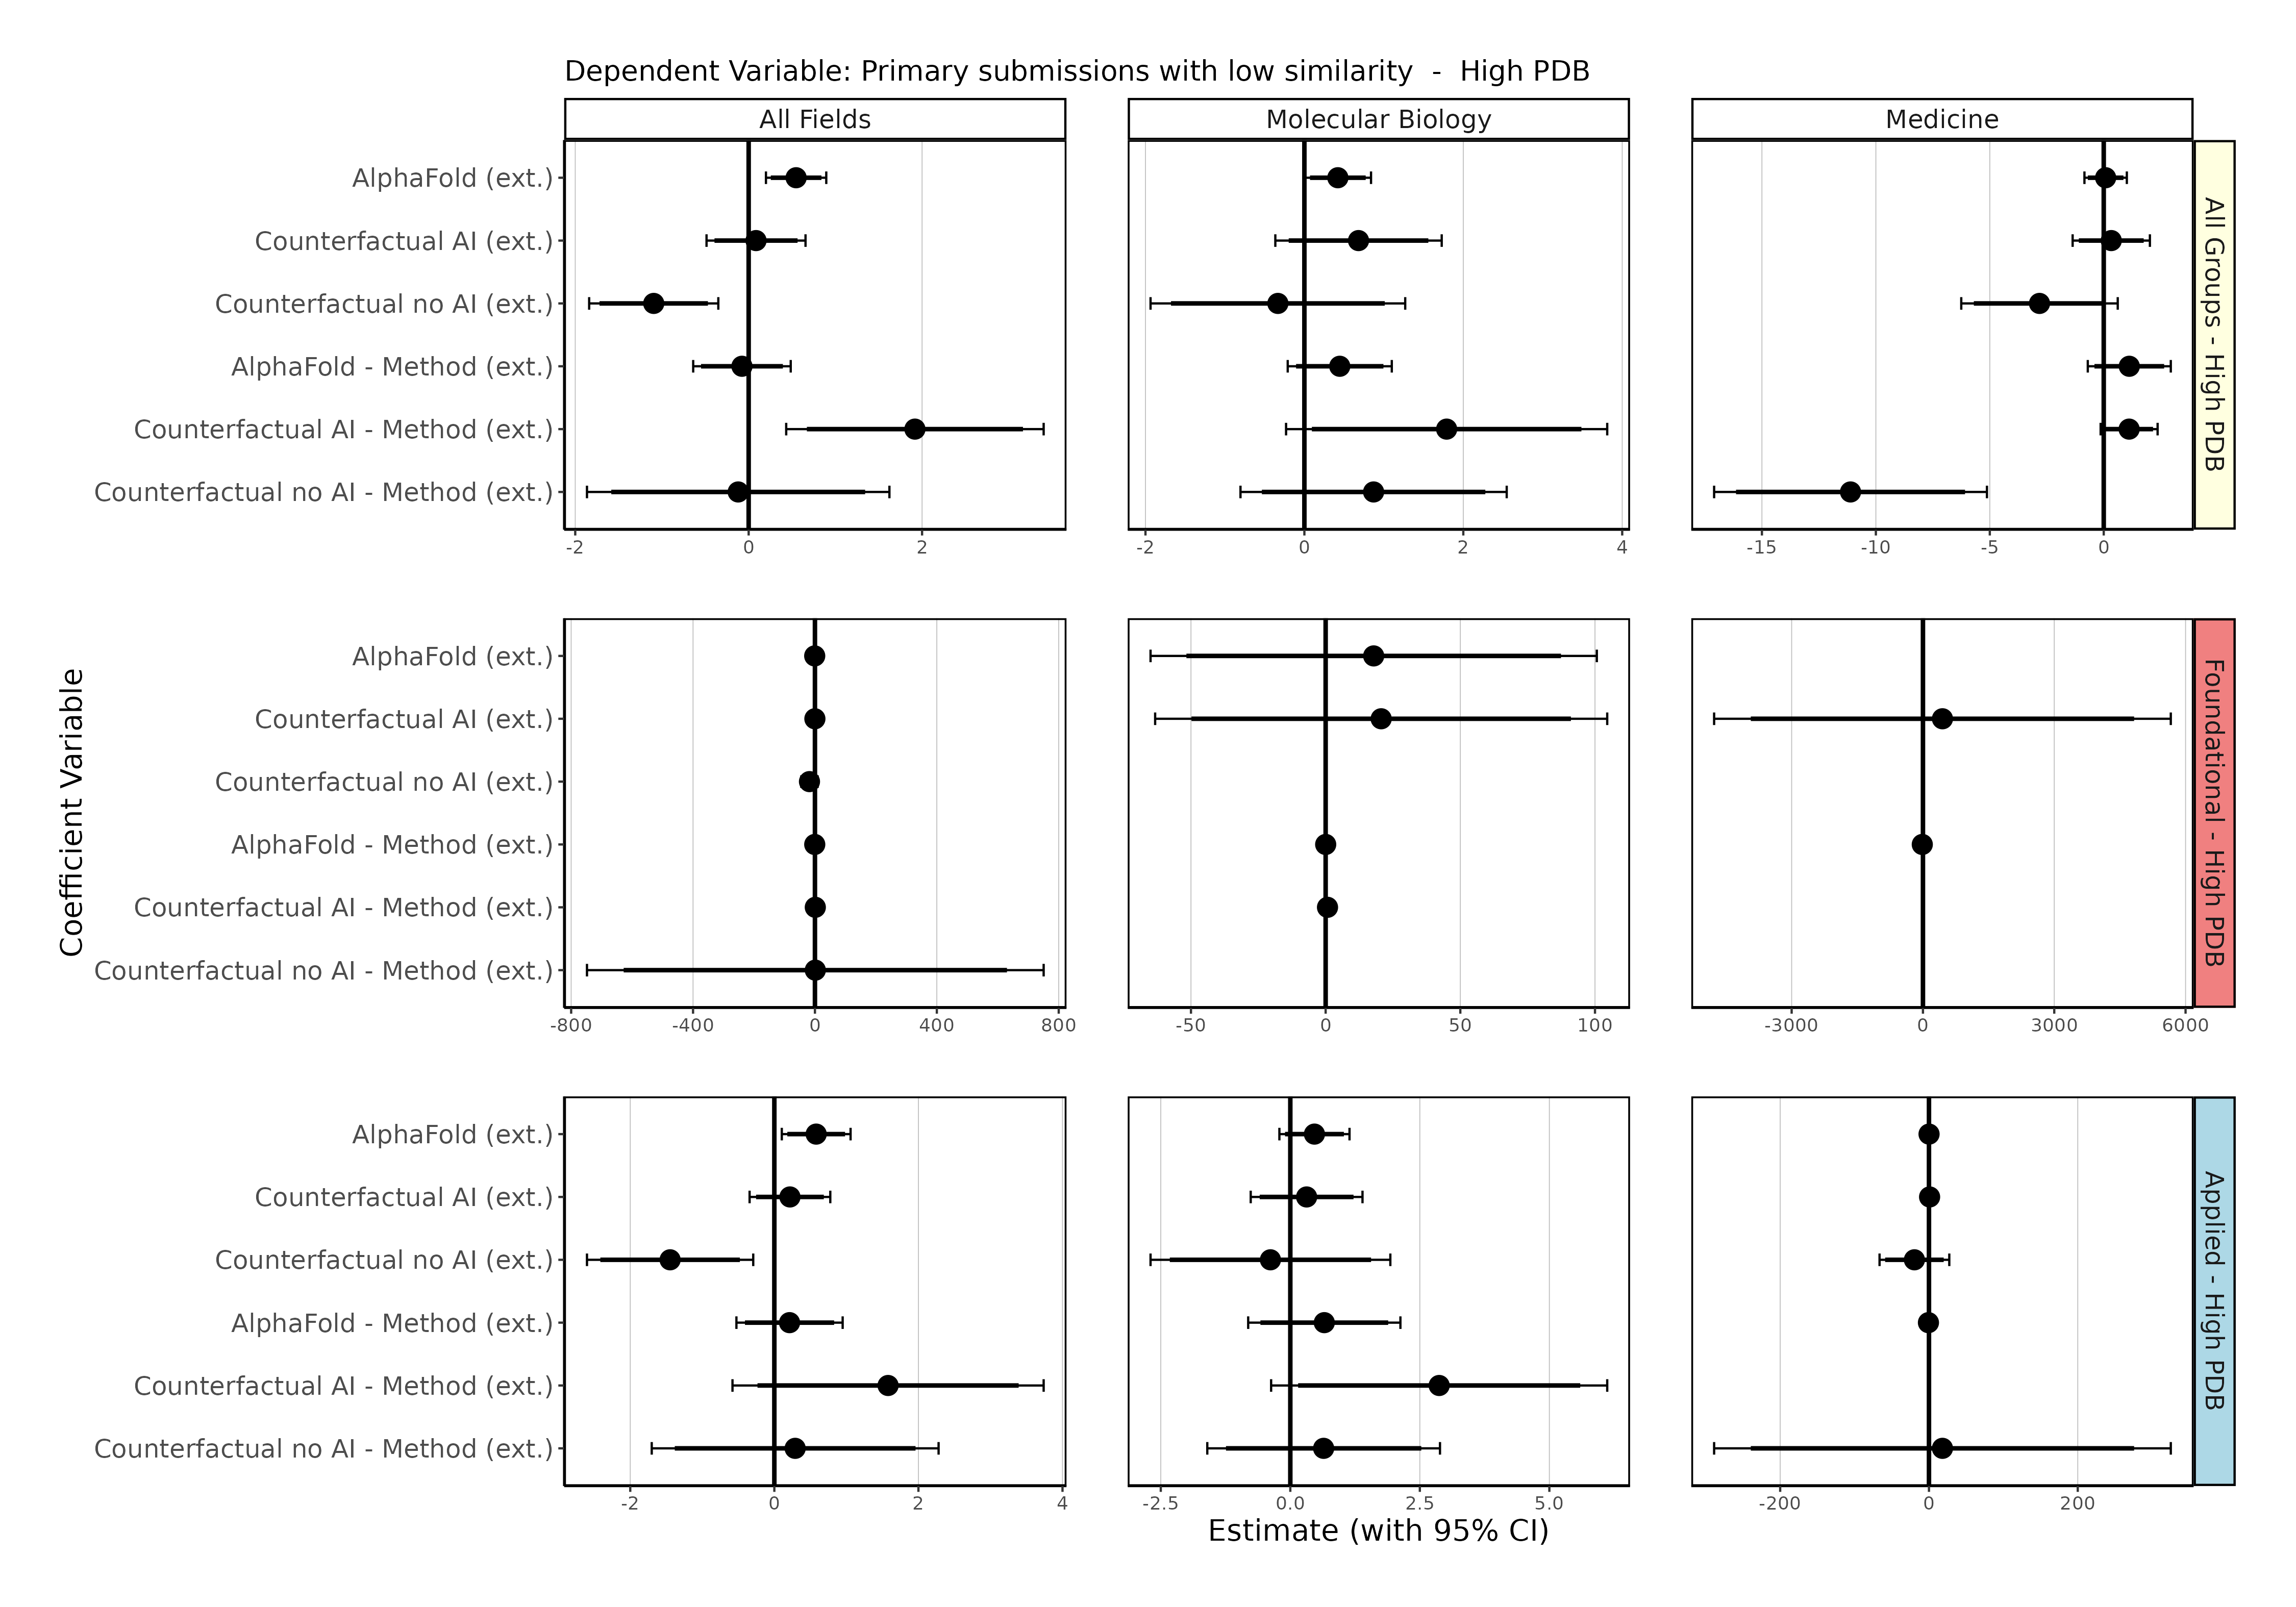 Dependent Variable: Primary submissions with low similarity - High PDB
All Fields
Molecular Biology
Medicine
AlphaFold (ext.)
Counterfactual AI (ext.)
Counterfactual no AI (ext.)
AlphaFold - Method (ext.)
Counterfactual AI - Method (ext.)
Counterfactual no AI - Method (ext.)
-2 0 2
-2 0 2 4
-15 -10 -5 0
All Groups - High PDB
Coefficient Variable
AlphaFold (ext.)
Counterfactual AI (ext.)
Counterfactual no AI (ext.)
AlphaFold - Method (ext.)
Counterfactual AI - Method (ext.)
Counterfactual no AI - Method (ext.)
-800 -400 0 400 800
-50 0 50 100
-3000 0 3000 6000
Foundational - High PDB
AlphaFold (ext.)
Counterfactual AI (ext.)
Counterfactual no AI (ext.)
AlphaFold - Method (ext.)
Counterfactual AI - Method (ext.)
Counterfactual no AI - Method (ext.)
-2 0 2 4
-2.5 0.0 2.5 5.0
-200 0 200
Applied - High PDB
Estimate (with 95% CI)